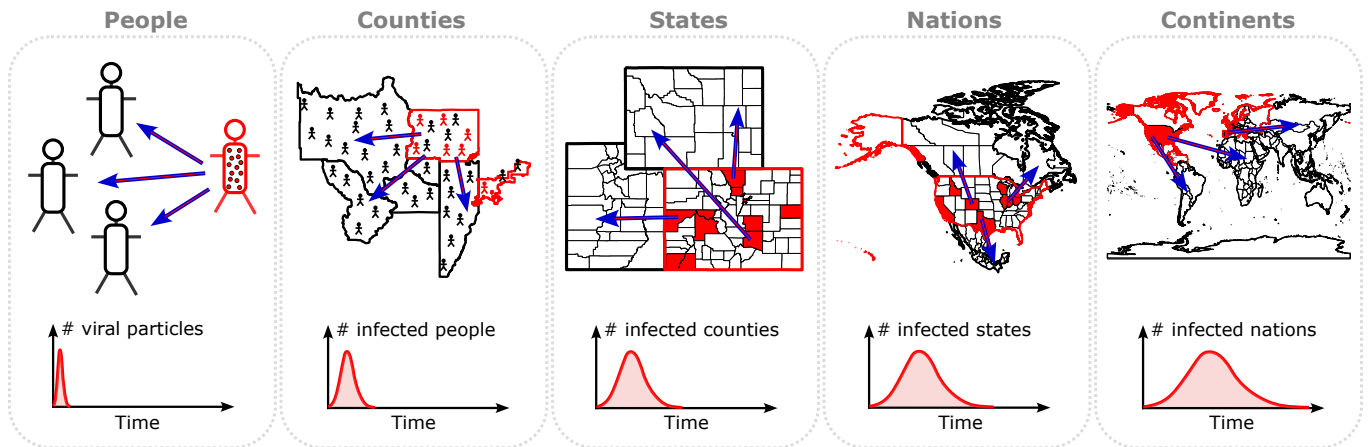 People
Counties
States
Nations
Continents
# viral particles
# infected people
# infected counties
# infected states
# infected nations
Time
Time
Time
Time
Time